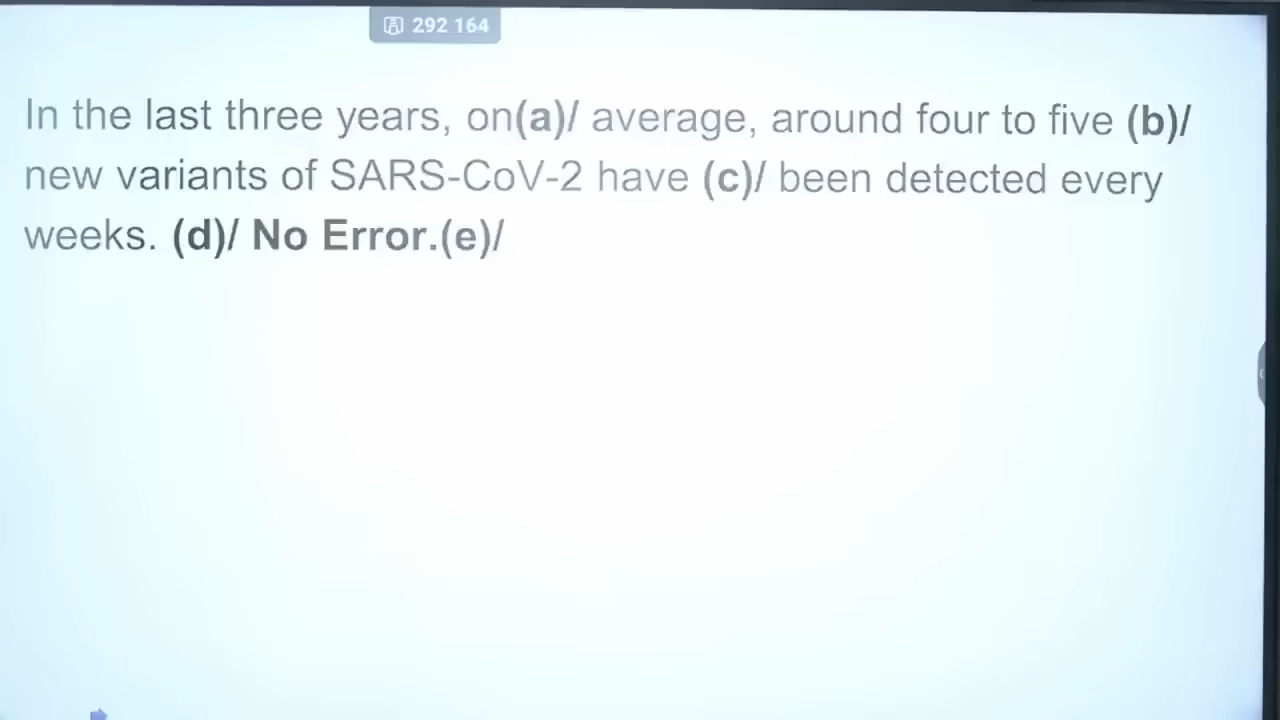 292 164
In the last three years, on(a)/ average, around four to five (b)/
new variants of SARS-CoV-2 have (c)/ been detected every
weeks. (d)/ No Error.(e)/